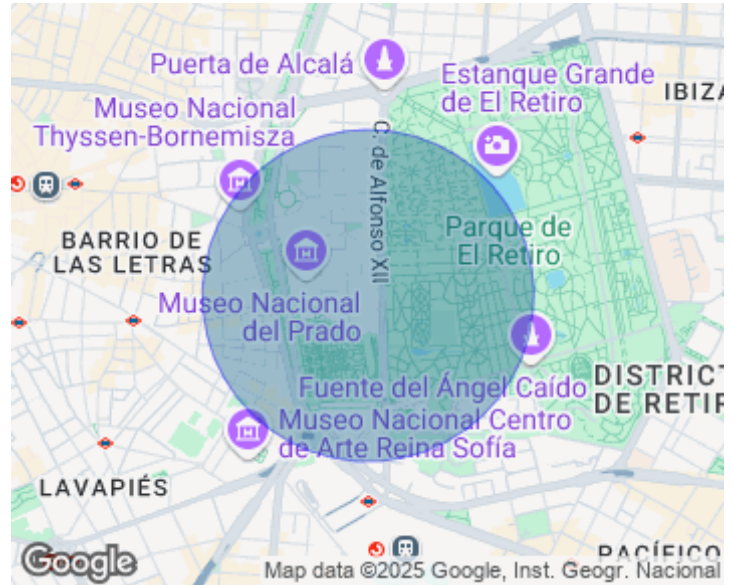 Puerta de Alcalá
Estanque Grande
de El Retiro
IBIZA
Museo Nacional
Thyssen-Bornemisza
C. de Alfonso XII
BARRIO DE
LAS LETRAS
Parque de
El Retiro
Museo Nacional
del Prado
Fuente del Ángel Caído
DISTRICT
DE RETIR
Museo Nacional Centro
de Arte Reina Sofía
LAVAPIÉS
PACÍFICO
Google
Map data ©2025 Google, Inst. Geogr. Nacional